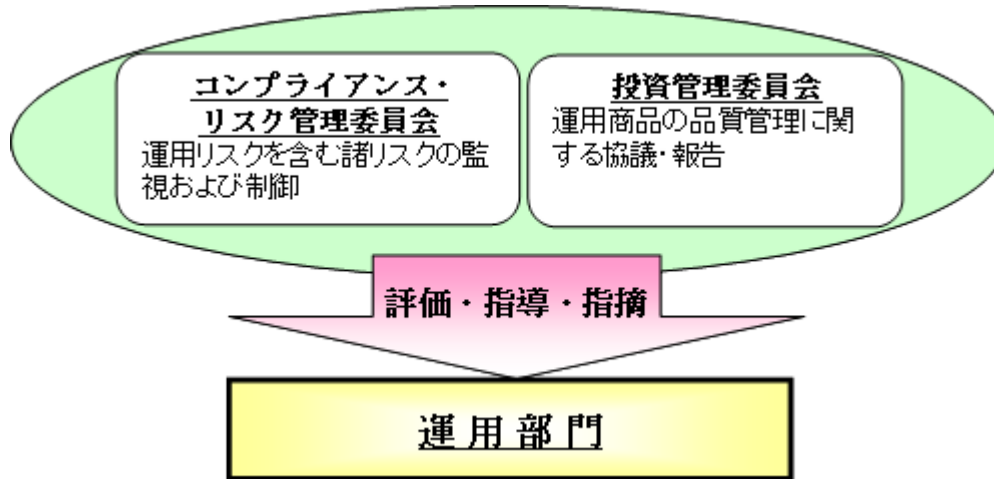 コンプライアンス・
リスク管理委員会
運用リスクを含む諸リスクの監
視および制御
投資管理委員会
運用商品の品質管理に関
する協議・報告
評価・指導・指摘
運用部門